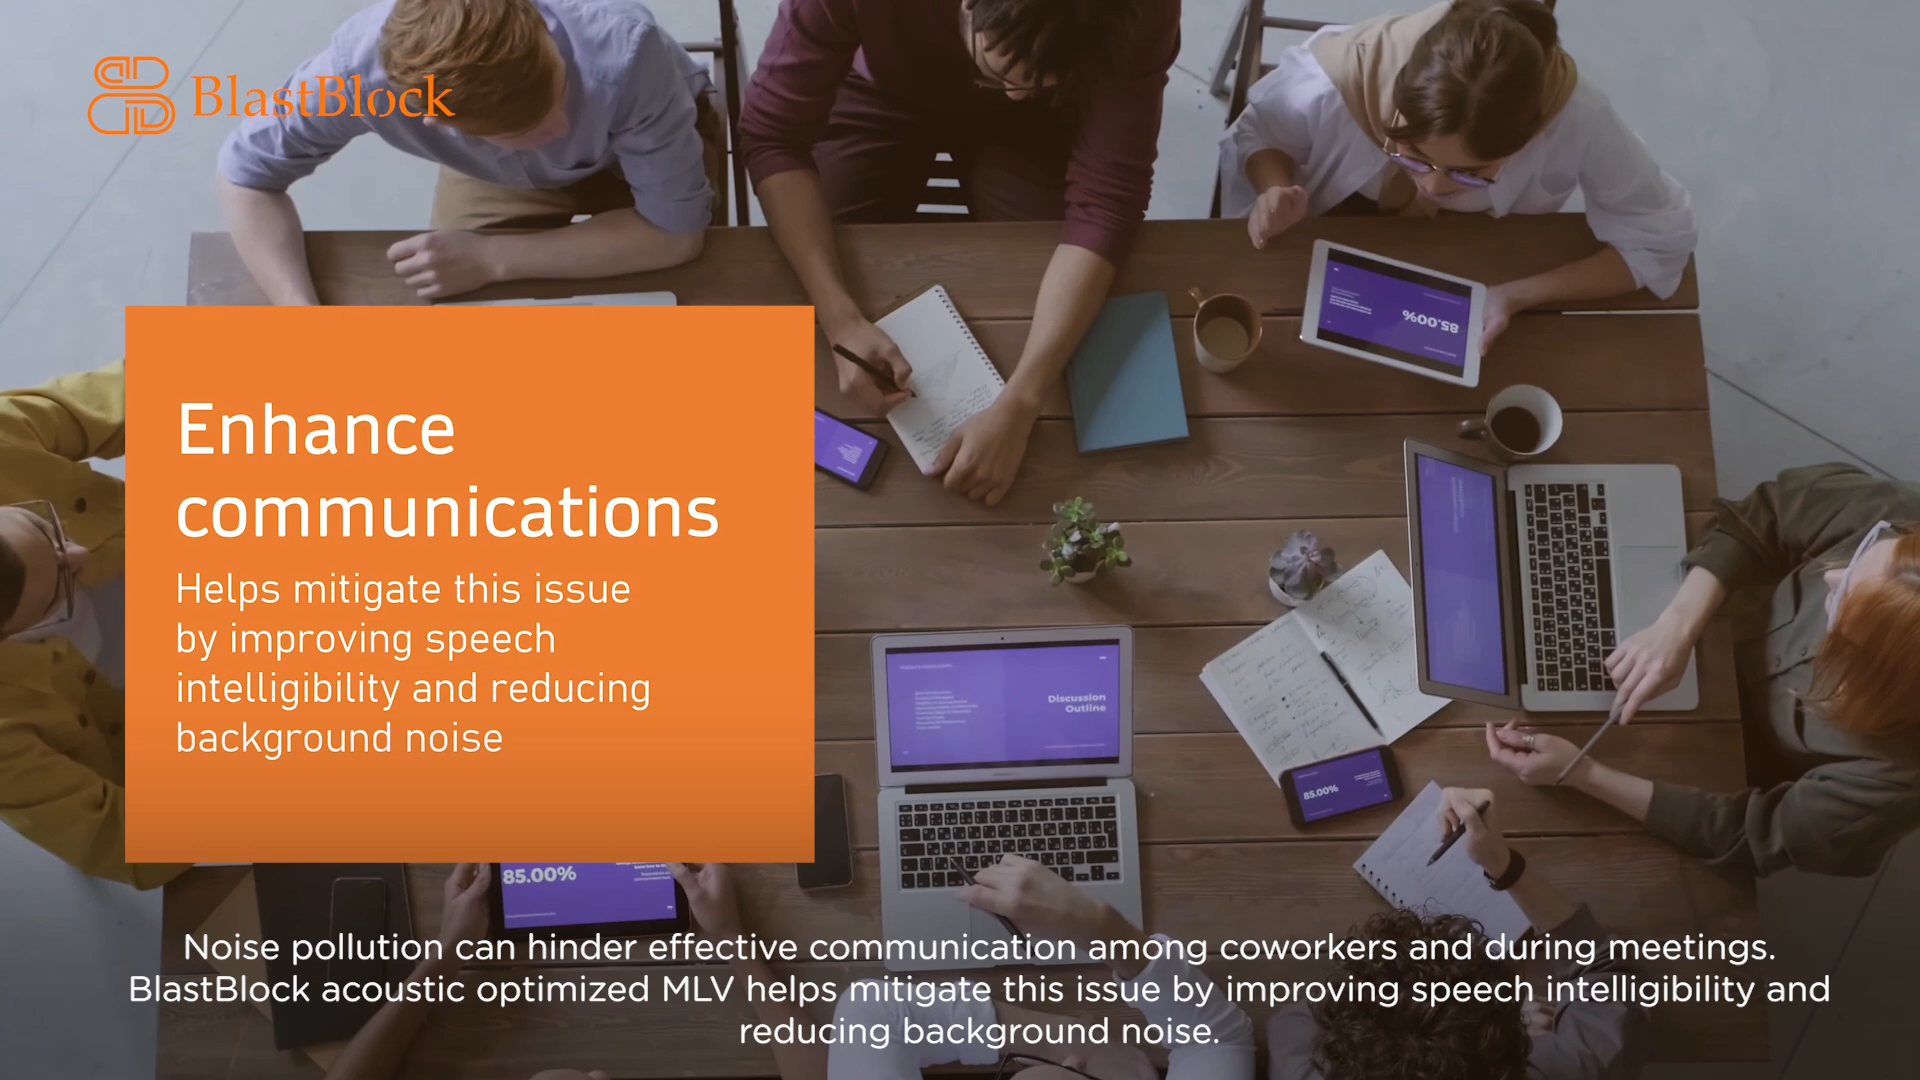 BlastBlock
Enhance
communications
Helps mitigate this issue
by improving speech
intelligibility and reducing
background noise
85.00%
Discussion
Outline
85.00%
85.00%
Noise pollution can hinder effective communication among coworkers and during meetings.
BlastBlock acoustic optimized MLV helps mitigate this issue by improving speech intelligibility and
reducing background noise.